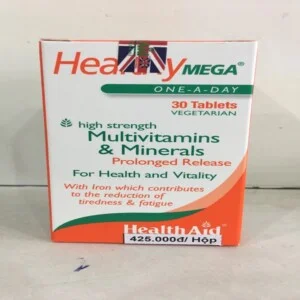 Healthy MEGA®
ONE-A-DAY
30 Tablets
VEGETARIAN
high strength
Multivitamins
& Minerals
Prolonged Release
For Health and Vitality
With Iron which contributes
to the reduction of
tiredness & fatigue
HealthAid
425.000đ/ Hộp